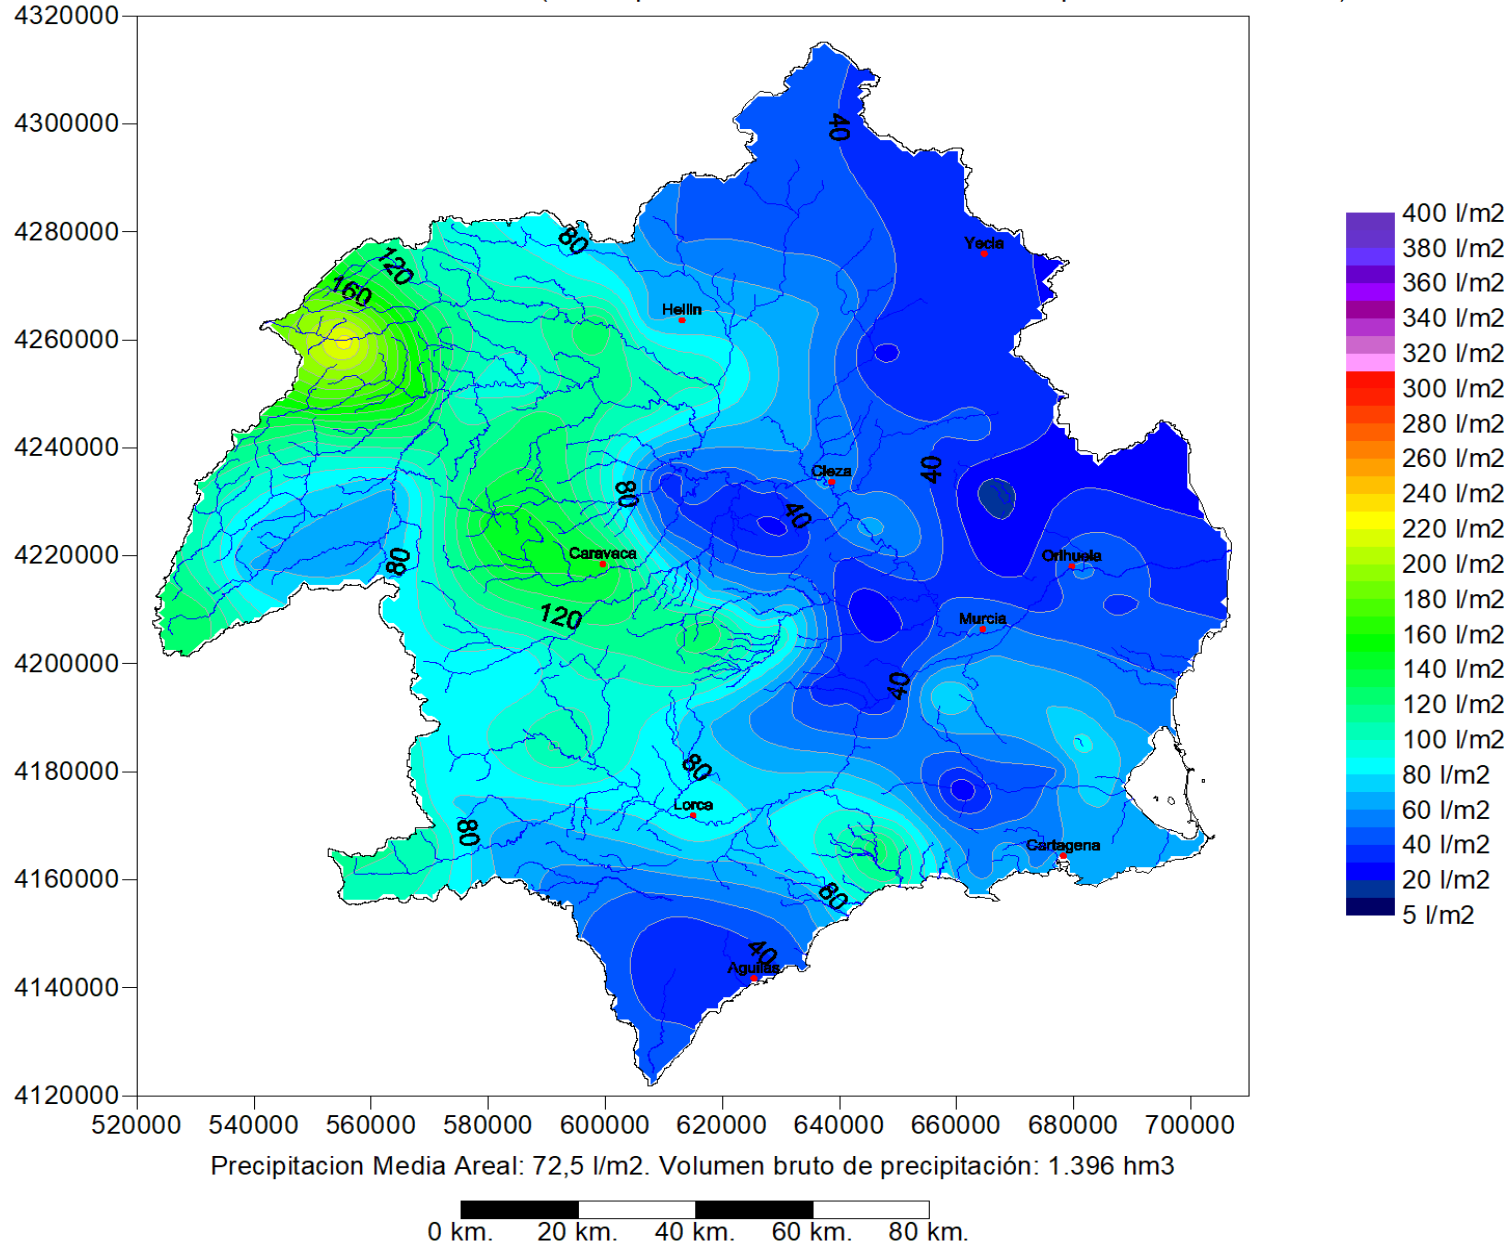 4320000
4300000
4280000
4260000
4240000
4220000
4200000
4180000
4160000
4140000
4120000
520000 540000 560000 580000 600000 620000 640000 660000 680000 700000
40
80
120
160
Yecla
Hellin
Cieza
40
80
40
80
Caravaca
Orihuela
120
Murcia
40
80
Lorca
80
Cartagena
80
40
Aguilas
400 l/m2
380 l/m2
360 l/m2
340 l/m2
320 l/m2
300 l/m2
280 l/m2
260 l/m2
240 l/m2
220 l/m2
200 l/m2
180 l/m2
160 l/m2
140 l/m2
120 l/m2
100 l/m2
80 l/m2
60 l/m2
40 l/m2
20 l/m2
5 l/m2
Precipitacion Media Areal: 72,5 l/m2. Volumen bruto de precipitación: 1.396 hm3
0 km. 20 km. 40 km. 60 km. 80 km.